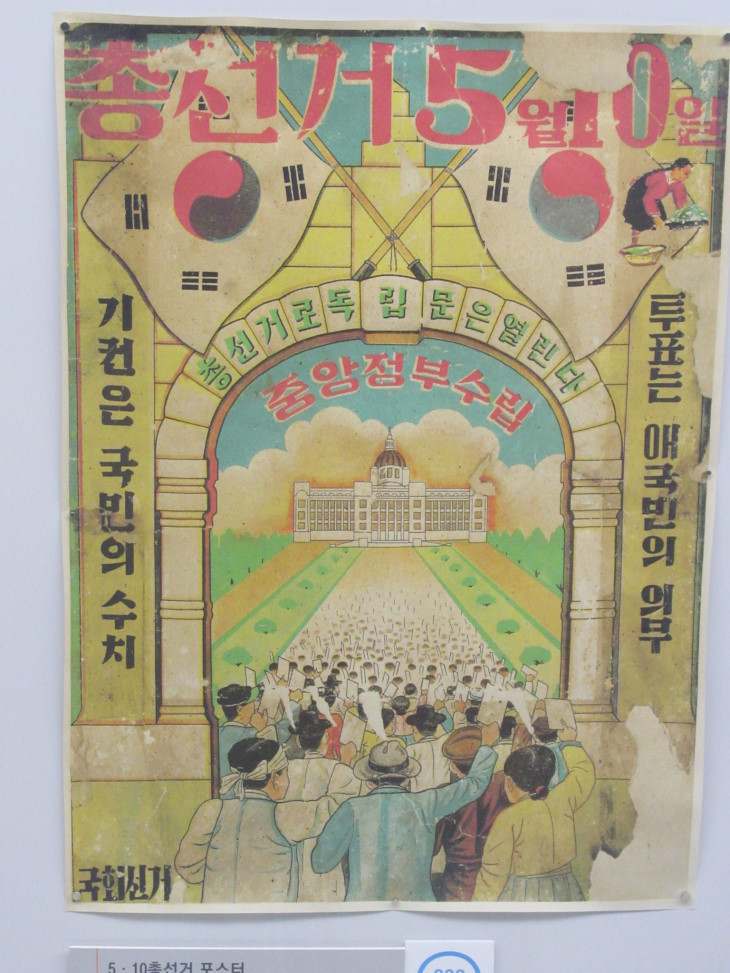 총선거 5월 10일
총선거로 독립문은 열린다
중앙정부수립
기권은 국민의 수치
투표는 애국민의 의무
국회선거
5 · 10총선거 포스터